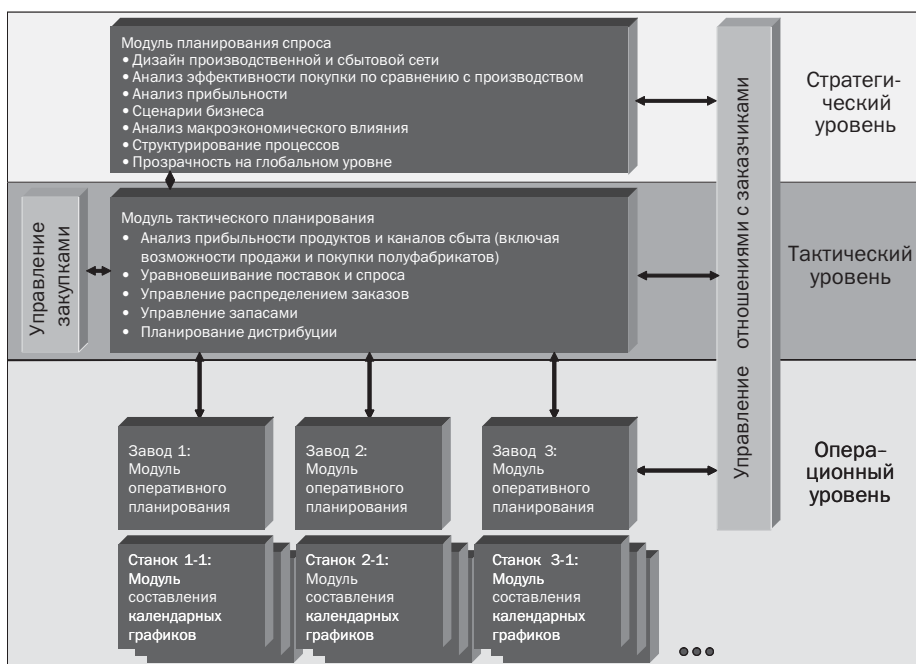 Модуль планирования спроса
• Дизайн производственной и сбытовой сети
• Анализ эффективности покупки по сравнению с производством
• Анализ прибыльности
• Сценарии бизнеса
• Анализ макроэкономического влияния
• Структурирование процессов
• Прозрачность на глобальном уровне
Стратеги-
ческий
уровень
Управление отношениями с заказчиками
Управление
закупками
Модуль тактического планирования
• Анализ прибыльности продуктов и каналов сбыта (включая
возможности продажи и покупки полуфабрикатов)
• Уравновешивание поставок и спроса
• Управление распределением заказов
• Управление запасами
• Планирование дистрибуции
Тактический
уровень
Завод 1:
Модуль
оперативного
планирования
Завод 2:
Модуль
оперативного
планирования
Завод 3:
Модуль
оперативного
планирования
Опера-
ционный
уровень
Станок 1-1:
Модуль
составления
календарных
графиков
Станок 2-1:
Модуль
составления
календарных
графиков
Станок 3-1:
Модуль
составления
календарных
графиков